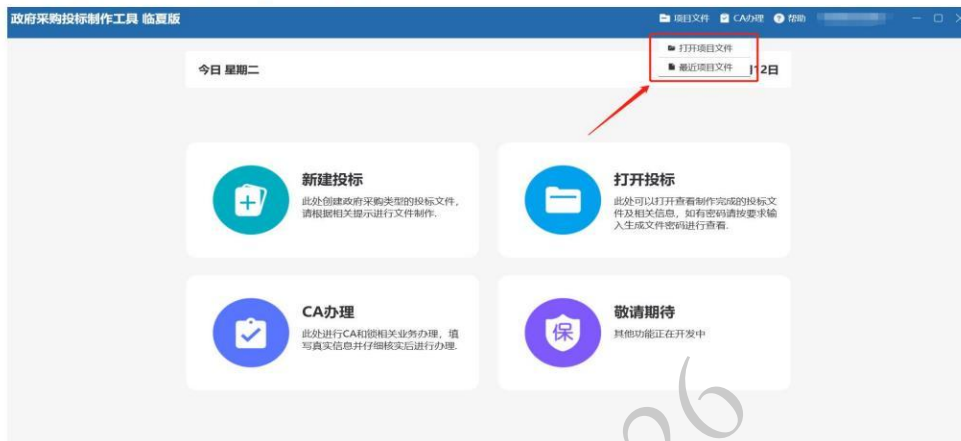 政府采购投标制作工具 临夏版
项目文件 CA办理 帮助
打开项目文件
最近项目文件
今日 星期二
12日
新建投标
此处创建政府采购类型的投标文件,
请根据相关提示进行文件制作.
打开投标
此处可以打开查看制作完成的投标文
件及相关信息, 如有密码请按要求输
入生成文件密码进行查看.
CA办理
此处进行CA和锁相关业务办理, 填
写真实信息并仔细核实后进行办理.
敬请期待
保
其他功能正在开发中
26